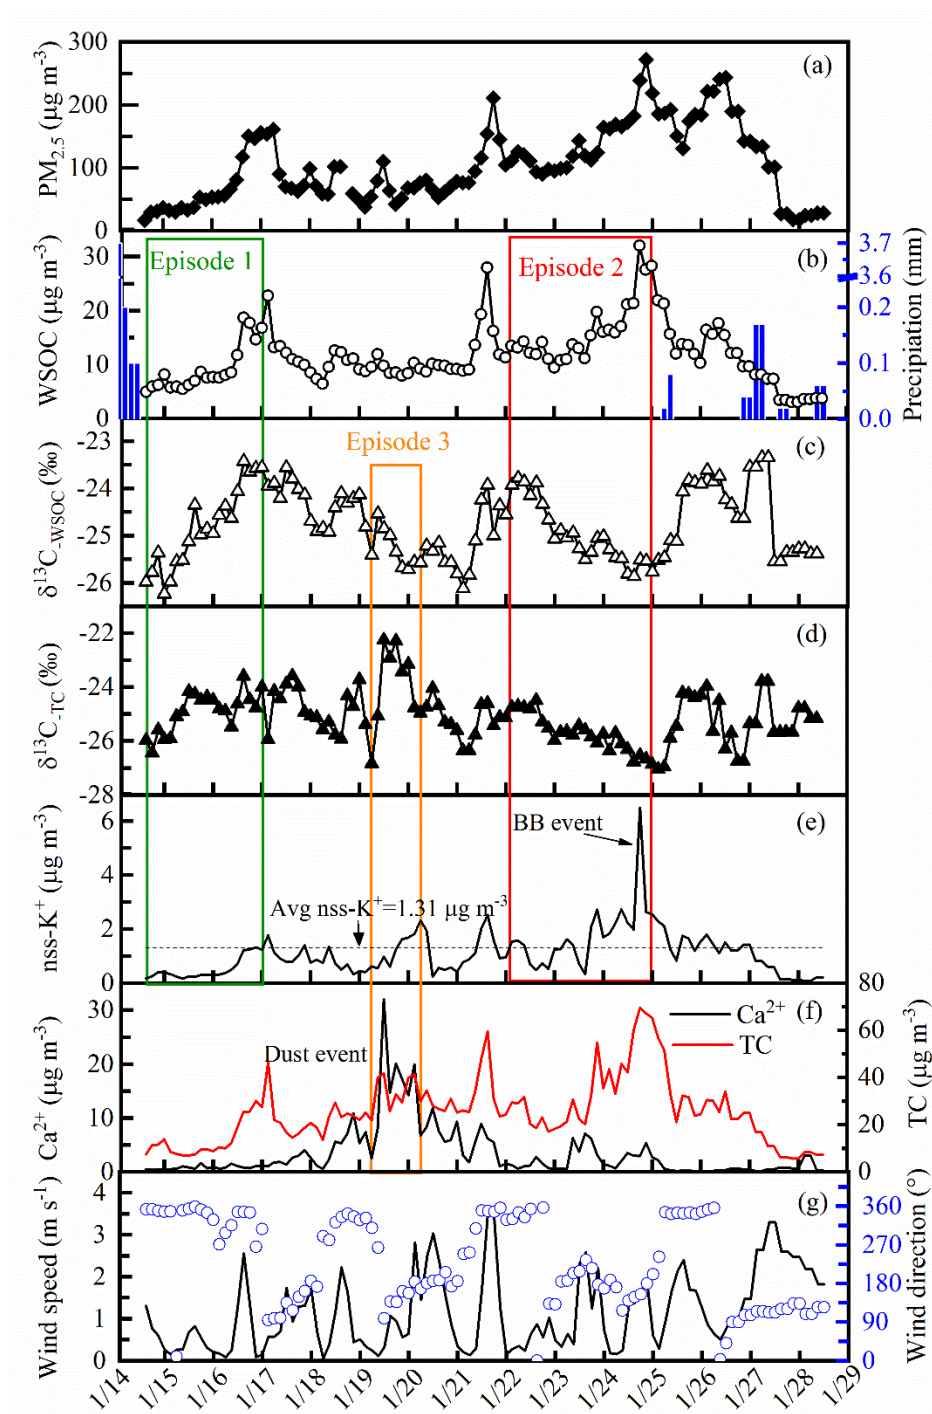 300
200
100
0
PM2.5 (μg m-3)
(a)
30
20
10
0
WSOC (μg m-3)
Episode 1
Episode 2
(b)
3.7
3.6
0.2
0.1
0.0
Precipiation (mm)
-23
-24
-25
-26
δ13C-WSOC (‰)
Episode 3
(c)
-22
-24
-26
-28
δ13C-TC (‰)
(d)
6
4
2
0
nss-K+ (μg m-3)
BB event
(e)
Avg nss-K+=1.31 μg m-3
30
20
10
0
Ca2+ (μg m-3)
Dust event
(f)
Ca2+
TC
80
60
40
20
0
TC (μg m-3)
4
3
2
1
0
Wind speed (m s-1)
(g)
360
270
180
90
0
Wind direction (°)
1/14
1/15
1/16
1/17
1/18
1/19
1/20
1/21
1/22
1/23
1/24
1/25
1/26
1/27
1/28
1/29